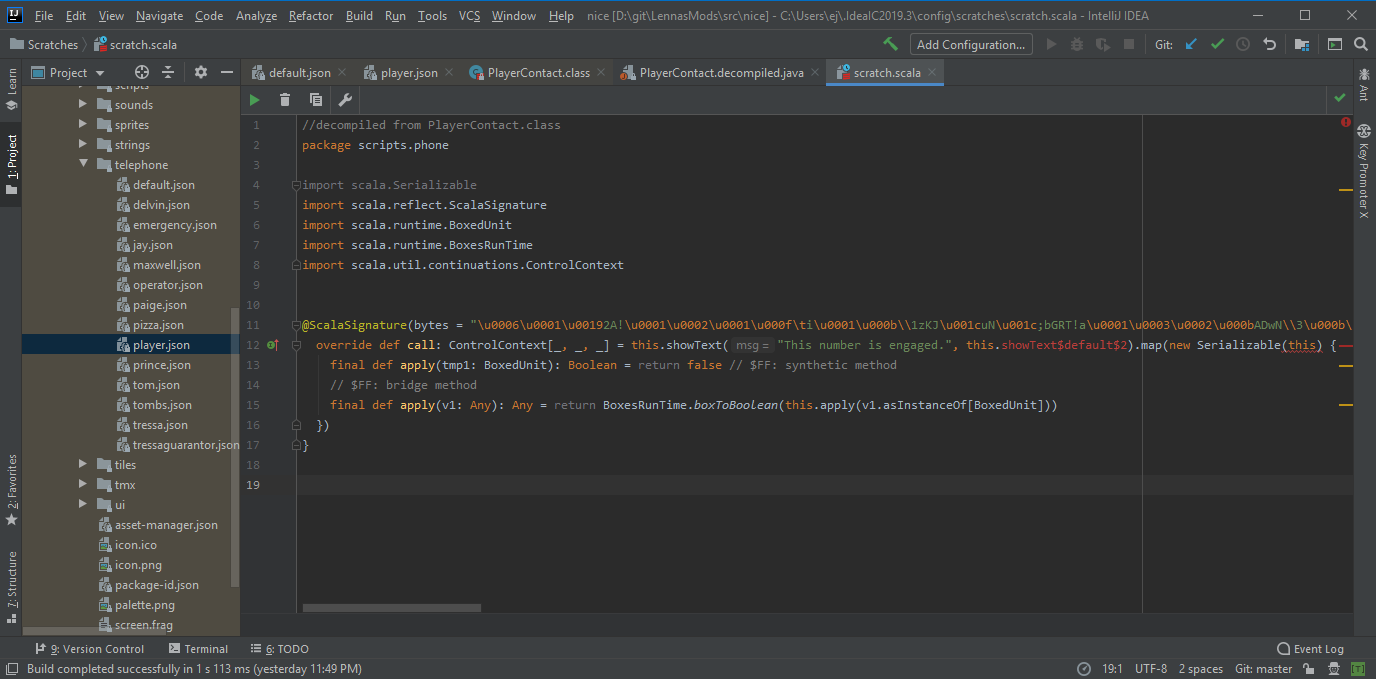 File Edit View Navigate Code Analyze Refactor Build Run Tools VCS Window Help nice [D:\git\LennasMods\src\nice] - C:\Users\ej\.IdealC2019.3\config\scratches\scratch.scala - IntelliJ IDEA
Scratches scratch.scala Add Configuration... Git:
Project default.json player.json PlayerContact.class PlayerContact.decompiled.java scratch.scala
Learn
1: Project
2: Favorites
7: Structure
scripts
sounds
sprites
strings
telephone
default.json
delvin.json
emergency.json
jay.json
maxwell.json
operator.json
paige.json
pizza.json
player.json
prince.json
tom.json
tombs.json
tressa.json
tressaguarantor.json
tiles
tmx
ui
asset-manager.json
icon.ico
icon.png
package-id.json
palette.png
screen.frag
1 //decompiled from PlayerContact.class
2 package scripts.phone
3
4 import scala.Serializable
5 import scala.reflect.ScalaSignature
6 import scala.runtime.BoxedUnit
7 import scala.runtime.BoxesRunTime
8 import scala.util.continuations.ControlContext
9
10
11 @ScalaSignature(bytes = "\u0006\u0001\u00192A!\u0001\u0002\u0001\u000f\ti\u0001\u000b\\1zKJ\u001cuN\u001c;bGRT!a\u0001\u0003\u0002\u000bADwN\\3\u000b\
12 override def call: ControlContext[_, _, _] = this.showText( msg = "This number is engaged.", this.showText$default$2).map(new Serializable(this) {
13 final def apply(tmp1: BoxedUnit): Boolean = return false // $FF: synthetic method
14 // $FF: bridge method
15 final def apply(v1: Any): Any = return BoxesRunTime.boxToBoolean(this.apply(v1.asInstanceOf[BoxedUnit]))
16 })
17 }
18
19
Ant
Key Promoter X
9: Version Control Terminal 6: TODO Event Log
Build completed successfully in 1 s 113 ms (yesterday 11:49 PM) 19:1 UTF-8 2 spaces Git: master